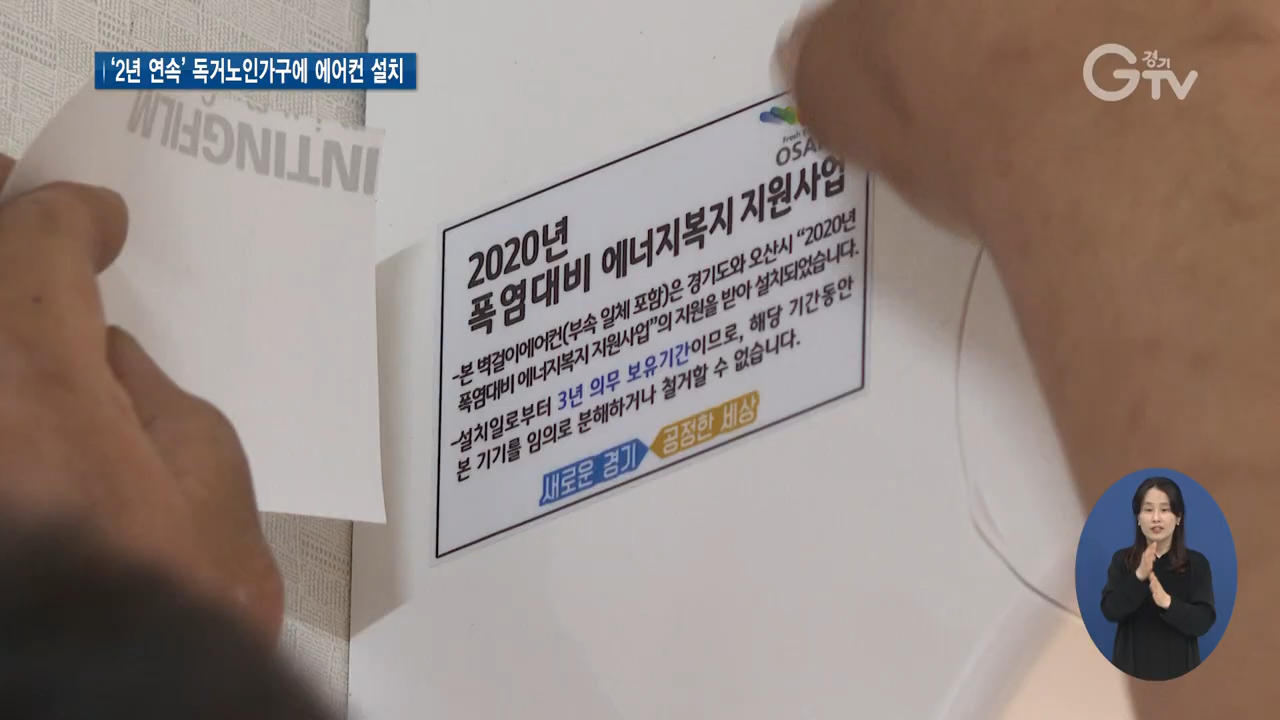 '2년 연속' 독거노인가구에 에어컨 설치
경기
GTV
INTINGFILM
Fresh
OSA
2020년
폭염대비 에너지복지 지원사업
-본 벽걸이에어컨(부속 일체 포함)은 경기도와 오산시 "2020년
폭염대비 에너지복지 지원사업"의 지원을 받아 설치되었습니다.
-설치일로부터 3년 의무 보유기간이므로, 해당 기간동안
본 기기를 임의로 분해하거나 철거할 수 없습니다.
새로운 경기 공정한 세상